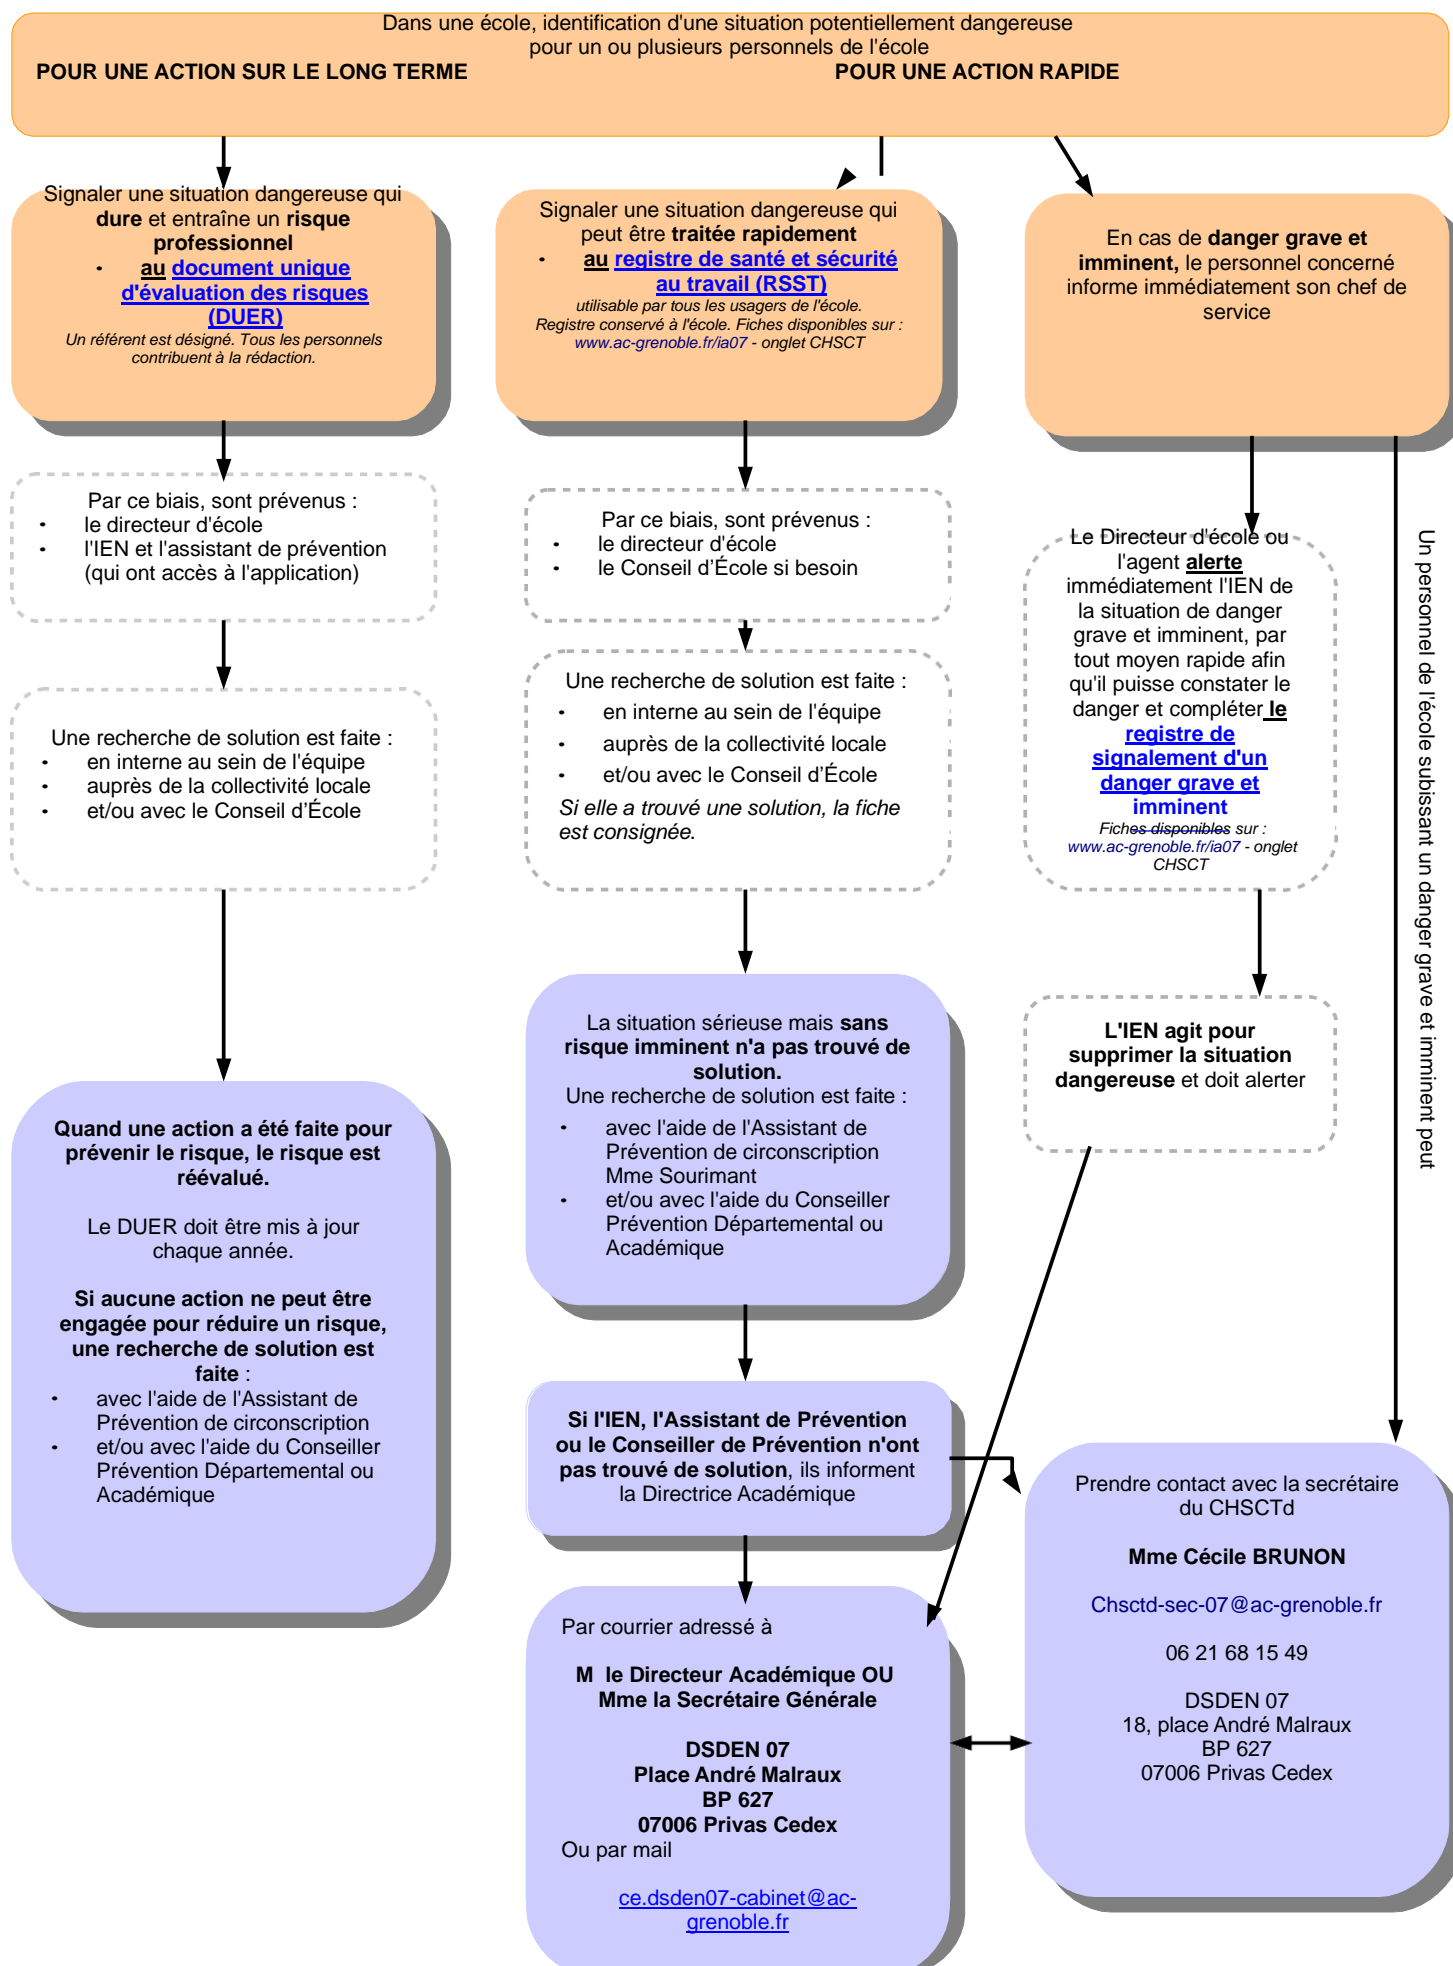 Dans une école, identification d'une situation potentiellement dangereuse
pour un ou plusieurs personnels de l'école
POUR UNE ACTION SUR LE LONG TERME
POUR UNE ACTION RAPIDE
Signaler une situation dangereuse qui
dure et entraîne un risque
professionnel
• au document unique
d'évaluation des risques
(DUER)
Un référent est désigné. Tous les personnels
contribuent à la rédaction.
Par ce biais, sont prévenus :
• le directeur d'école
• l'IEN et l'assistant de prévention
(qui ont accès à l'application)
Une recherche de solution est faite :
• en interne au sein de l'équipe
• auprès de la collectivité locale
• et/ou avec le Conseil d'École
Quand une action a été faite pour
prévenir le risque, le risque est
réévalué.
Le DUER doit être mis à jour
chaque année.
Si aucune action ne peut être
engagée pour réduire un risque,
une recherche de solution est
faite :
• avec l'aide de l'Assistant de
Prévention de circonscription
• et/ou avec l'aide du Conseiller
Prévention Départemental ou
Académique
Signaler une situation dangereuse qui
peut être traitée rapidement
• au registre de santé et sécurité
au travail (RSST)
utilisable par tous les usagers de l'école.
Registre conservé à l'école. Fiches disponibles sur :
www.ac-grenoble.fr/ia07 - onglet CHSCT
Par ce biais, sont prévenus :
• le directeur d'école
• le Conseil d'École si besoin
Une recherche de solution est faite :
• en interne au sein de l'équipe
• auprès de la collectivité locale
• et/ou avec le Conseil d'École
Si elle a trouvé une solution, la fiche
est consignée.
La situation sérieuse mais sans
risque imminent n'a pas trouvé de
solution.
Une recherche de solution est faite :
• avec l'aide de l'Assistant de
Prévention de circonscription
Mme Sourimant
• et/ou avec l'aide du Conseiller
Prévention Départemental ou
Académique
Si l'IEN, l'Assistant de Prévention
ou le Conseiller de Prévention n'ont
pas trouvé de solution, ils informent
la Directrice Académique
Par courrier adressé à
M le Directeur Académique OU
Mme la Secrétaire Générale
DSDEN 07
Place André Malraux
BP 627
07006 Privas Cedex
Ou par mail
ce.dsden07-cabinet@ac-
grenoble.fr
En cas de danger grave et
imminent, le personnel concerné
informe immédiatement son chef de
service
Le Directeur d'école ou
l'agent alerte
immédiatement l'IEN de
la situation de danger
grave et imminent, par
tout moyen rapide afin
qu'il puisse constater le
danger et compléter le
registre de
signalement d'un
danger grave et
imminent
Fiches disponibles sur :
www.ac-grenoble.fr/ia07 - onglet
CHSCT
L'IEN agit pour
supprimer la situation
dangereuse et doit alerter
Un personnel de l'école subissant un danger grave et imminent peut
Prendre contact avec la secrétaire
du CHSCTd
Mme Cécile BRUNON
Chsctd-sec-07@ac-grenoble.fr
06 21 68 15 49
DSDEN 07
18, place André Malraux
BP 627
07006 Privas Cedex